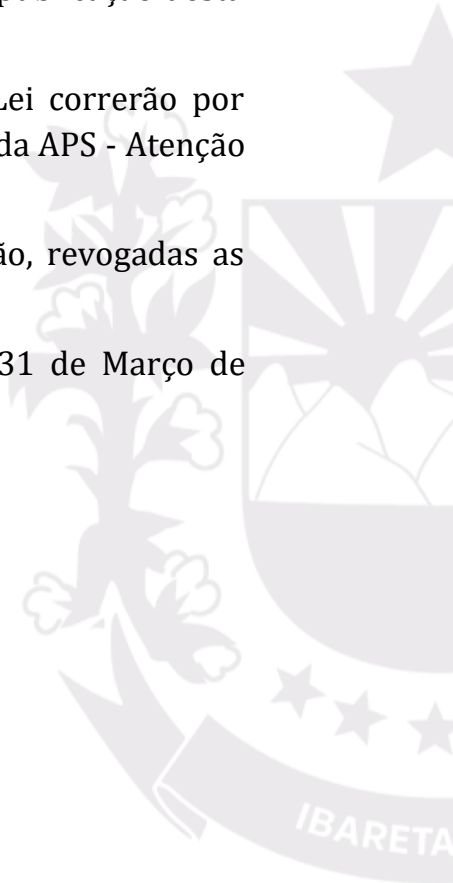 Lei correrão por
da APS - Atenção
ão, revogadas as
31 de Março de
IBARETA